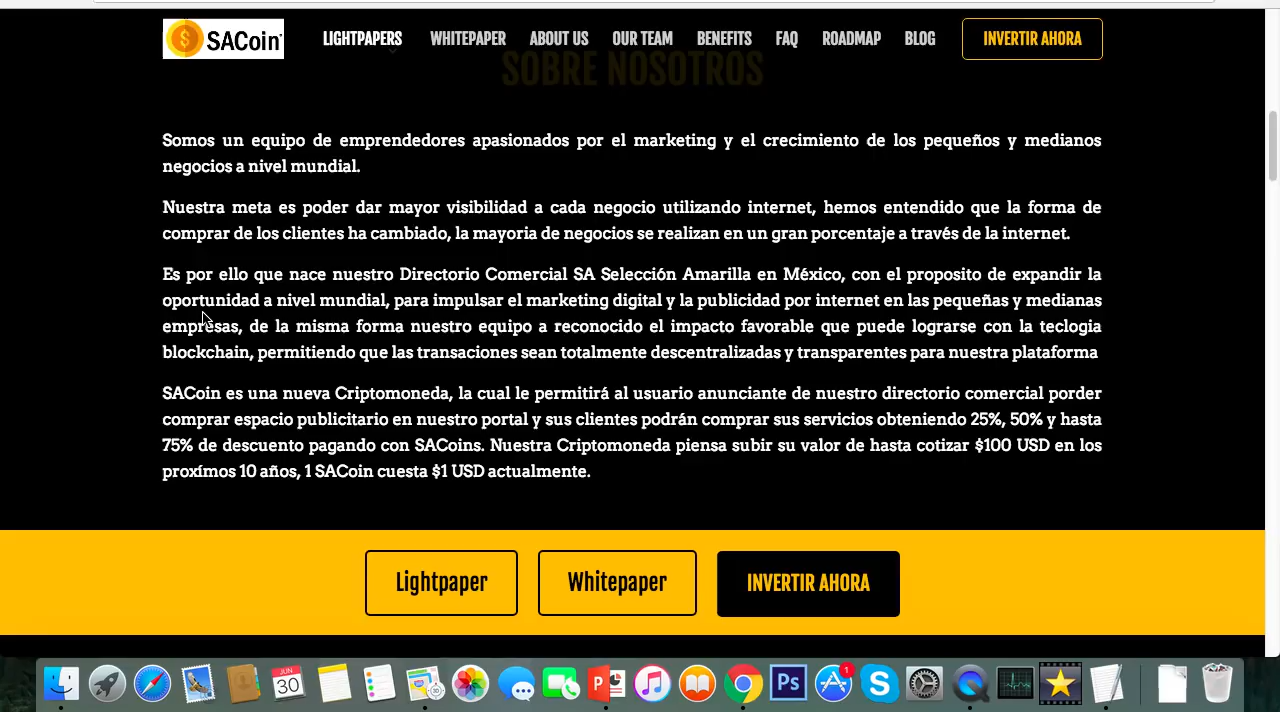 SACoin
LIGHTPAPERS WHITEPAPER ABOUT US OUR TEAM BENEFITS FAQ ROADMAP BLOG INVERTIR AHORA
SOBRE NOSOTROS
Somos un equipo de emprendedores apasionados por el marketing y el crecimiento de los pequeños y medianos
negocios a nivel mundial.
Nuestra meta es poder dar mayor visibilidad a cada negocio utilizando internet, hemos entendido que la forma de
comprar de los clientes ha cambiado, la mayoria de negocios se realizan en un gran porcentaje a través de la internet.
Es por ello que nace nuestro Directorio Comercial SA Selección Amarilla en México, con el proposito de expandir la
oportunidad a nivel mundial, para impulsar el marketing digital y la publicidad por internet en las pequeñas y medianas
empresas, de la misma forma nuestro equipo a reconocido el impacto favorable que puede lograrse con la teclogia
blockchain, permitiendo que las transaciones sean totalmente descentralizadas y transparentes para nuestra plataforma
SACoin es una nueva Criptomoneda, la cual le permitirá al usuario anunciante de nuestro directorio comercial porder
comprar espacio publicitario en nuestro portal y sus clientes podrán comprar sus servicios obteniendo 25%, 50% y hasta
75% de descuento pagando con SACoins. Nuestra Criptomoneda piensa subir su valor de hasta cotizar $100 USD en los
proxímos 10 años, 1 SACoin cuesta $1 USD actualmente.
Lightpaper Whitepaper INVERTIR AHORA
JUN
30
Ps
1